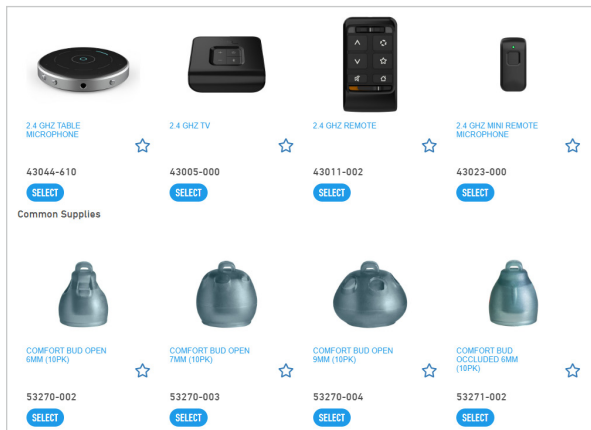 2.4 GHZ TABLE MICROPHONE
2.4 GHZ TV
2.4 GHZ REMOTE
2.4 GHZ MINI REMOTE MICROPHONE
43044-610
43005-000
43011-002
43023-000
SELECT
SELECT
SELECT
SELECT
Common Supplies
COMFORT BUD OPEN 6MM (10PK)
COMFORT BUD OPEN 7MM (10PK)
COMFORT BUD OPEN 9MM (10PK)
COMFORT BUD OCCLUDED 6MM (10PK)
53270-002
53270-003
53270-004
53271-002
SELECT
SELECT
SELECT
SELECT